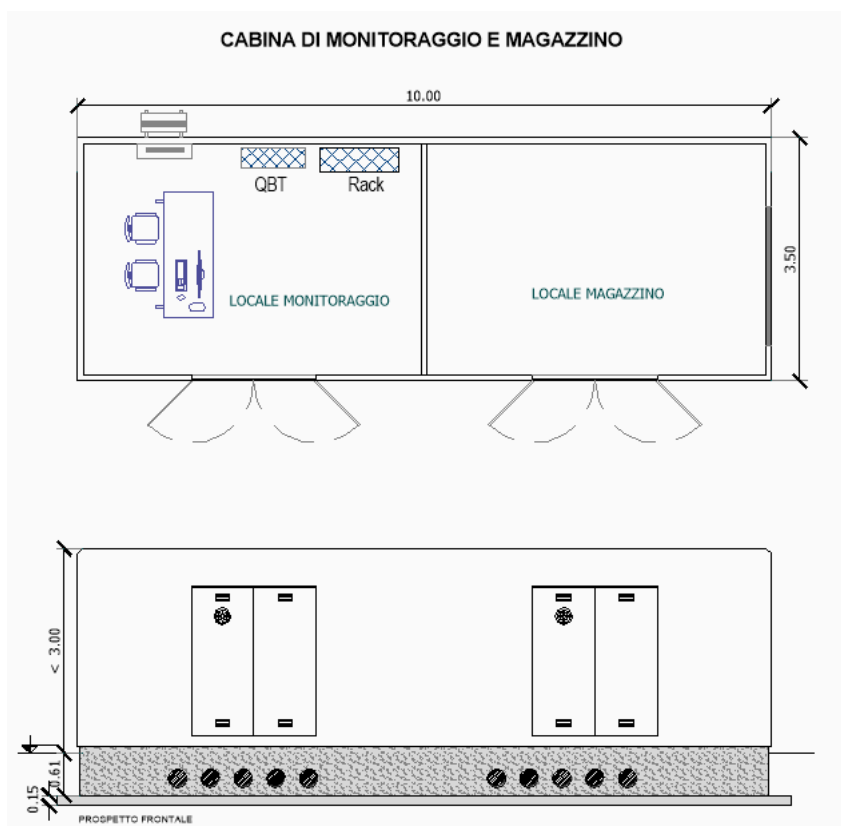 CABINA DI MONITORAGGIO E MAGAZZINO
10.00
QBT
Rack
3.50
LOCALE MONITORAGGIO
LOCALE MAGAZZINO
< 3.00
0.61
0.15
PROSPETTO FRONTALE